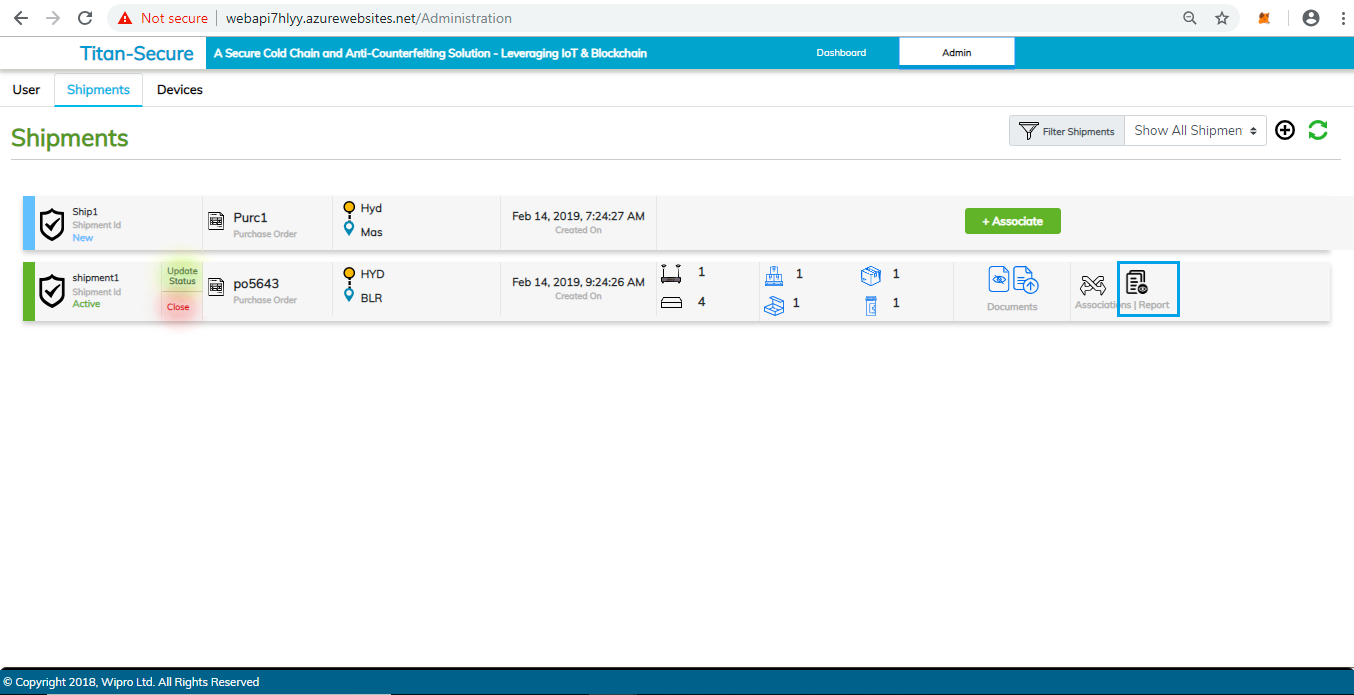 Not secure webapi7hlyy.azurewebsites.net/Administration
Titan-Secure A Secure Cold Chain and Anti-Counterfeiting Solution - Leveraging IoT & Blockchain Dashboard Admin
User Shipments Devices
Shipments
Filter Shipments Show All Shipmen
Ship1
Shipment Id
New
Purc1
Purchase Order
Hyd
Mas
Feb 14, 2019, 7:24:27 AM
Created On
+ Associate
shipment1
Shipment Id
Active
Update
Status
Close
po5643
Purchase Order
HYD
BLR
Feb 14, 2019, 9:24:26 AM
Created On
1
4
1
1
1
1
Documents
Associations | Report
© Copyright 2018, Wipro Ltd. All Rights Reserved